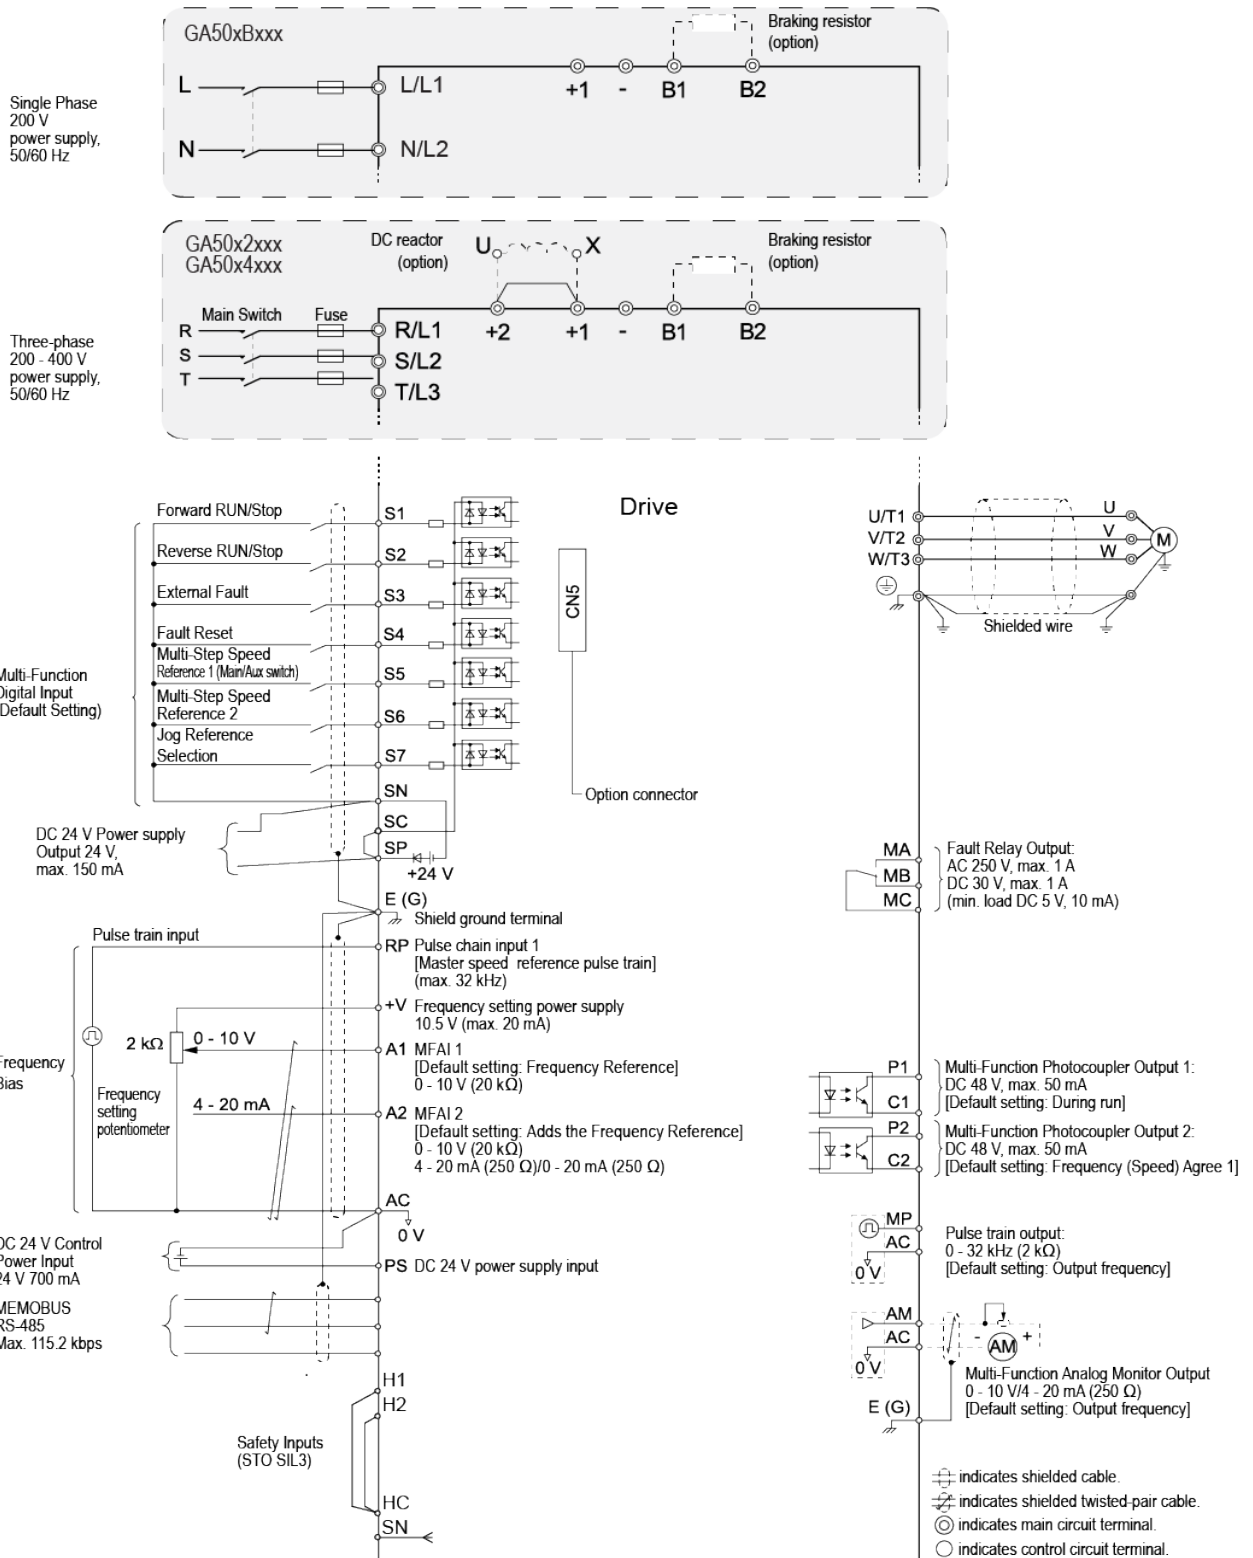 GA50xBxxx
Braking resistor
(option)
L
L/L1
+1
-
B1
B2
Single Phase
200 V
power supply,
50/60 Hz
N
N/L2
GA50x2xxx
GA50x4xxx
DC reactor
(option)
U
X
Braking resistor
(option)
Main Switch
Fuse
R
R/L1
+2
+1
-
B1
B2
Three-phase
200 - 400 V
power supply,
50/60 Hz
S
S/L2
T
T/L3
Drive
Forward RUN/Stop
S1
Reverse RUN/Stop
S2
External Fault
S3
Fault Reset
S4
Multi-Step Speed
Reference 1 (Main/Aux switch)
S5
Multi-Function
Digital Input
(Default Setting)
Multi-Step Speed
Reference 2
S6
Jog Reference
Selection
S7
CN5
Option connector
SN
SC
SP
+24 V
DC 24 V Power supply
Output 24 V,
max. 150 mA
E (G)
Shield ground terminal
Pulse train input
RP
Pulse chain input 1
[Master speed reference pulse train]
(max. 32 kHz)
+V
Frequency setting power supply
10.5 V (max. 20 mA)
2 kΩ
0 - 10 V
A1
MFAI 1
[Default setting: Frequency Reference]
0 - 10 V (20 kΩ)
Frequency
Bias
Frequency
setting
potentiometer
4 - 20 mA
A2
MFAI 2
[Default setting: Adds the Frequency Reference]
0 - 10 V (20 kΩ)
4 - 20 mA (250 Ω)/0 - 20 mA (250 Ω)
AC
0 V
DC 24 V Control
Power Input
24 V 700 mA
PS
DC 24 V power supply input
MEMOBUS
RS-485
Max. 115.2 kbps
H1
H2
Safety Inputs
(STO SIL3)
HC
SN
U/T1
V/T2
W/T3
U
V
W
M
Shielded wire
MA
MB
MC
Fault Relay Output:
AC 250 V, max. 1 A
DC 30 V, max. 1 A
(min. load DC 5 V, 10 mA)
P1
C1
Multi-Function Photocoupler Output 1:
DC 48 V, max. 50 mA
[Default setting: During run]
P2
C2
Multi-Function Photocoupler Output 2:
DC 48 V, max. 50 mA
[Default setting: Frequency (Speed) Agree 1]
MP
AC
0 V
Pulse train output:
0 - 32 kHz (2 kΩ)
[Default setting: Output frequency]
AM
AC
0 V
-
AM
+
Multi-Function Analog Monitor Output
0 - 10 V/4 - 20 mA (250 Ω)
[Default setting: Output frequency]
E (G)
indicates shielded cable.
indicates shielded twisted-pair cable.
indicates main circuit terminal.
indicates control circuit terminal.